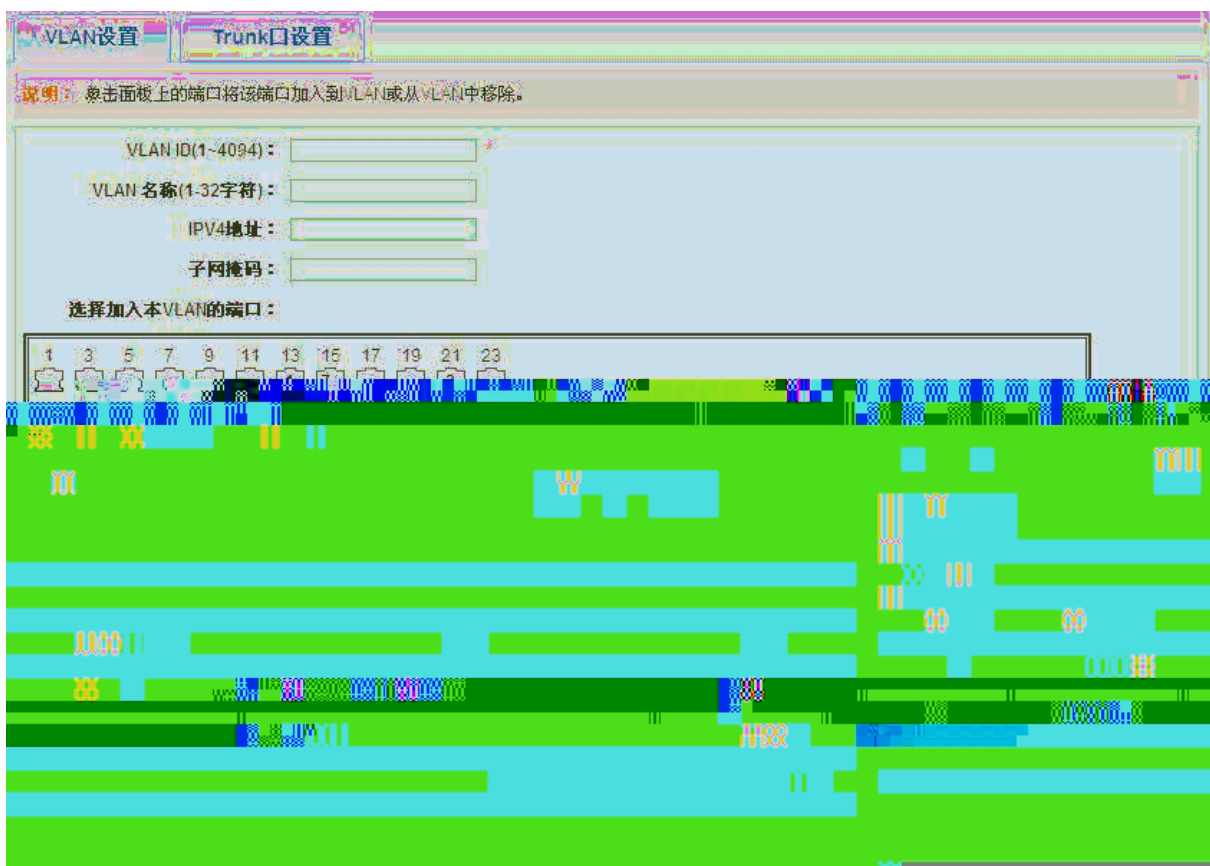 VLAN设置 Trunk口设置
说明： 点击面板上的端口将该端口加入到VLAN或从VLAN中移除。
VLAN ID(1~4094)：
VLAN 名称(1-32字符)：
IPV4地址：
子网掩码：
选择加入本VLAN的端口：
1 3 5 7 9 11 13 15 17 19 21 23